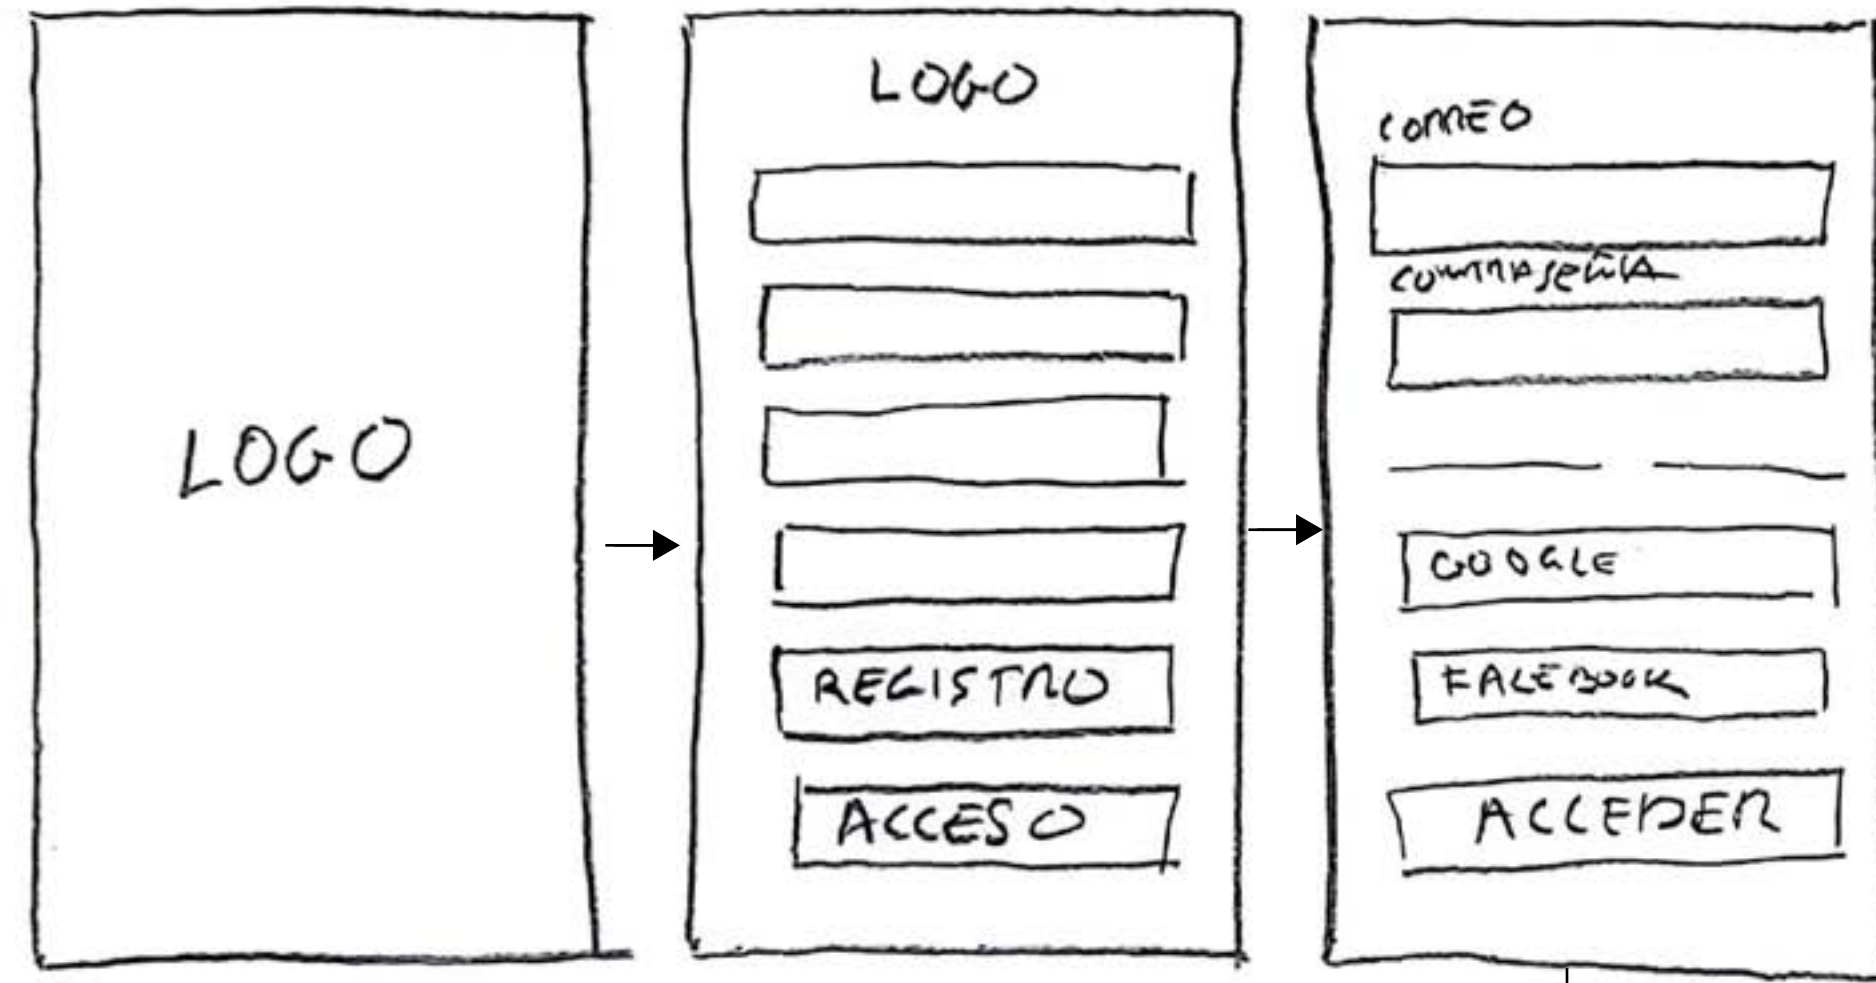 LOGO
LOGO
REGISTRO
ACCESO
CORREO
CONTRASEÑA
GOOGLE
FACEBOOK
ACCEDER